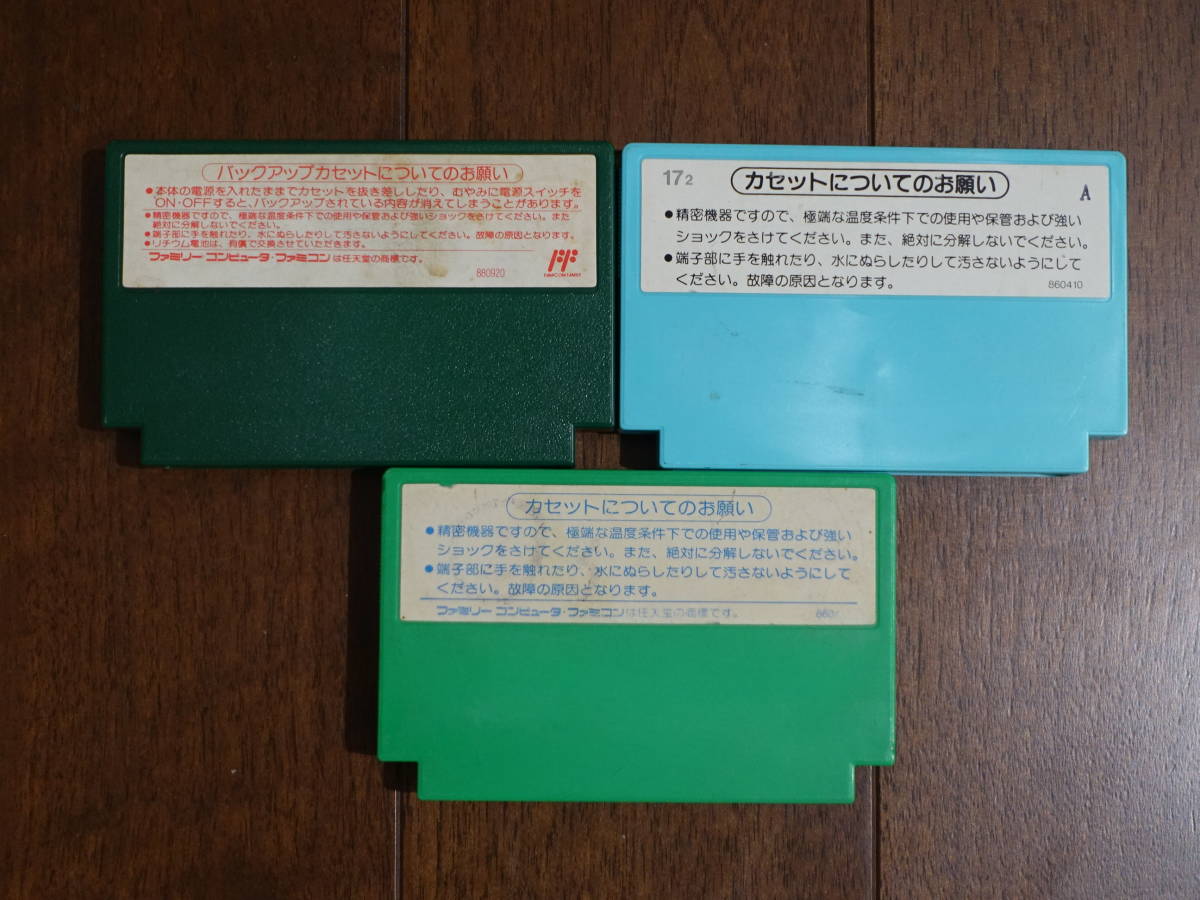 バックアップカセットについてのお願い
●本体の電源を入れたままでカセットを抜き差ししたり、むやみに電源スイッチを
ON・OFFすると、バックアップされている内容が消えてしまうことがあります。
●精密機器ですので、極端な温度条件下での使用や保管および強いショックをさけてください。また
絶対に分解しないでください。
●端子部に手を触れたり、水にぬらしたりして汚さないようにしてください。故障の原因となります。
●リチウム電池は、有償で交換させていただきます。
ファミリーコンピュータ・ファミコンは任天堂の商標です。
880920
FAMICOM FAMILY
17 2
カセットについてのお願い
A
●精密機器ですので、極端な温度条件下での使用や保管および強い
ショックをさけてください。また、絶対に分解しないでください。
●端子部に手を触れたり、水にぬらしたりして汚さないようにして
ください。故障の原因となります。
860410
カセットについてのお願い
●精密機器ですので、極端な温度条件下での使用や保管および強い
ショックをさけてください。また、絶対に分解しないでください。
●端子部に手を触れたり、水にぬらしたりして汚さないようにして
ください。故障の原因となります。
ファミリーコンピュータ・ファミコンは任天堂の商標です。